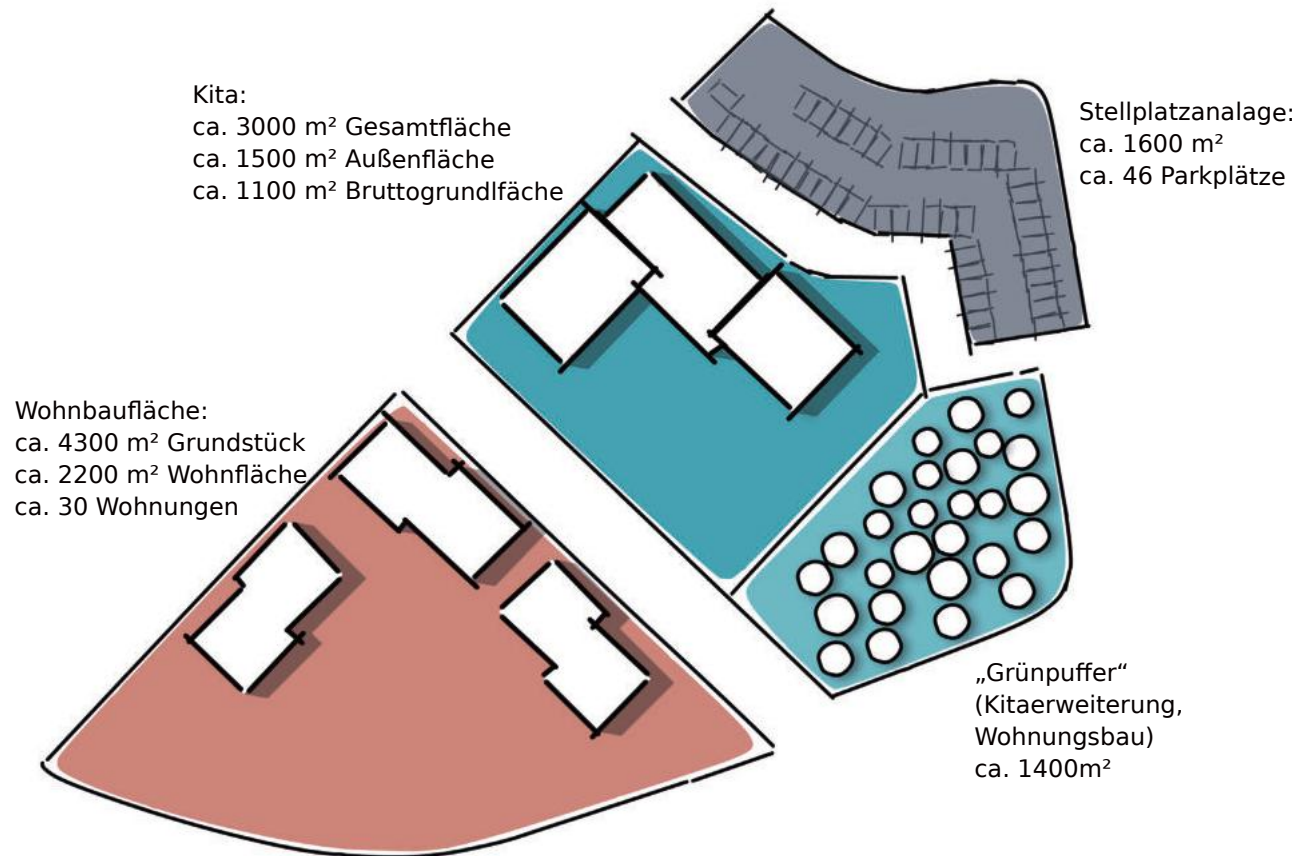 Kita:
ca. 3000 m² Gesamtfläche
ca. 1500 m² Außenfläche
ca. 1100 m² Bruttogrundlfäche
Stellplatzanalage:
ca. 1600 m²
ca. 46 Parkplätze
Wohnbaufläche:
ca. 4300 m² Grundstück
ca. 2200 m² Wohnfläche
ca. 30 Wohnungen
„Grünpuffer“
(Kitaerweiterung,
Wohnungsbau)
ca. 1400m²